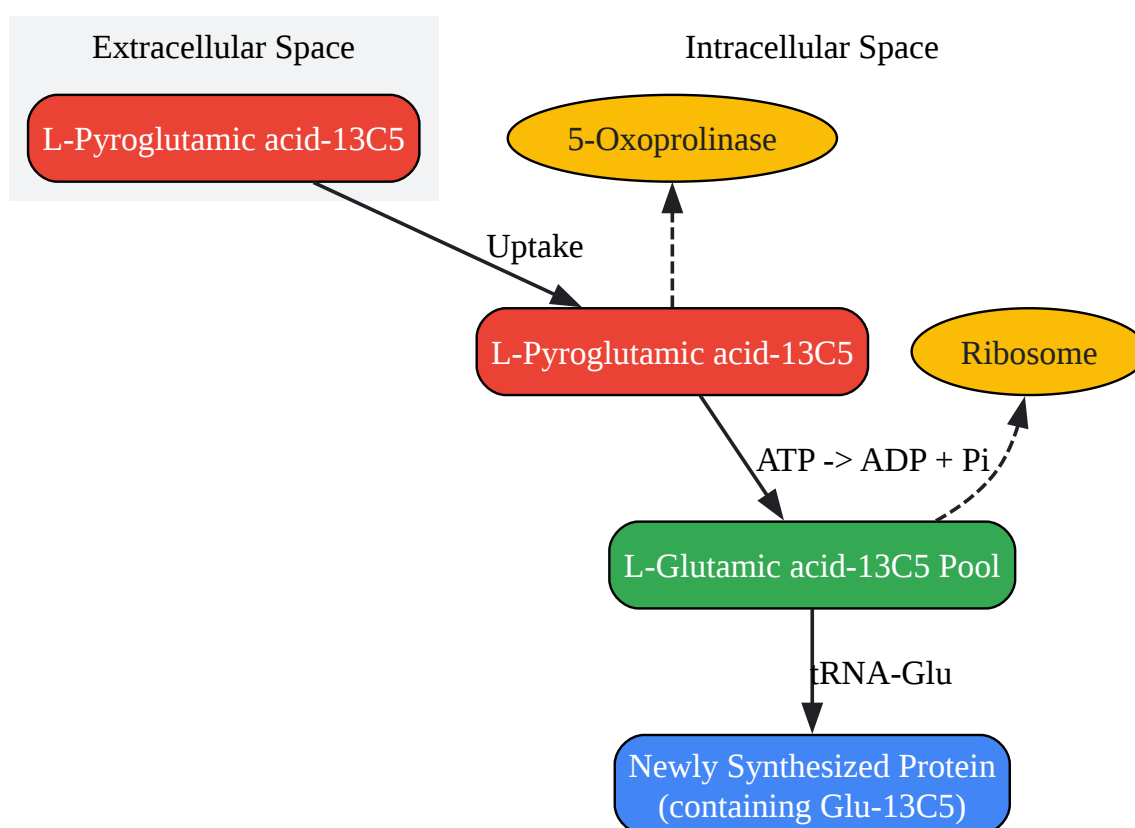 Extracellular Space
Intracellular Space
L-Pyroglutamic acid-13C5
5-Oxoprolinase
Uptake
L-Pyroglutamic acid-13C5
Ribosome
ATP -> ADP + Pi
L-Glutamic acid-13C5 Pool
tRNA-Glu
Newly Synthesized Protein
(containing Glu-13C5)